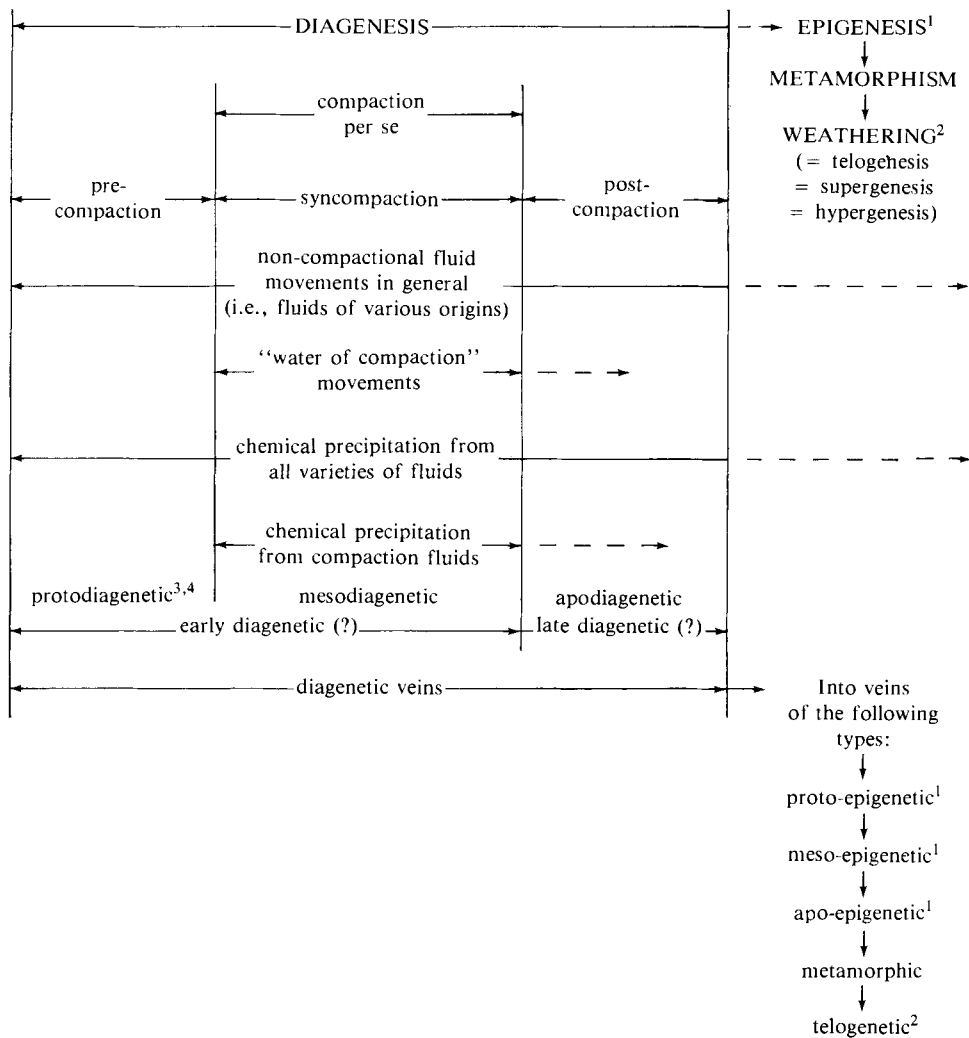 DIAGENESIS
EPIGENESIS¹
METAMORPHISM
WEATHERING²
(= telogenesis
= supergenesis
= hypergenesis)
compaction
per se
pre-
compaction
syncompaction
post-
compaction
non-compactional fluid
movements in general
(i.e., fluids of various origins)
“water of compaction”
movements
chemical precipitation from
all varieties of fluids
chemical precipitation
from compaction fluids
protodiagenetic³,⁴
mesodiagenetic
apodiagenetic
early diagenetic (?)
late diagenetic (?)
diagenetic veins
Into veins
of the following
types:
proto-epigenetic¹
meso-epigenetic¹
apo-epigenetic¹
metamorphic
telogenetic²